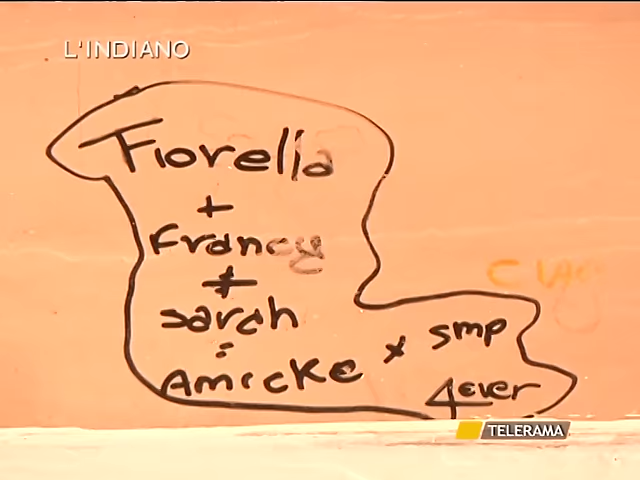 L'INDIANO
Fiorella
+
Francy
+
sarah
:
Amicke x smp
4ever
TELERAMA